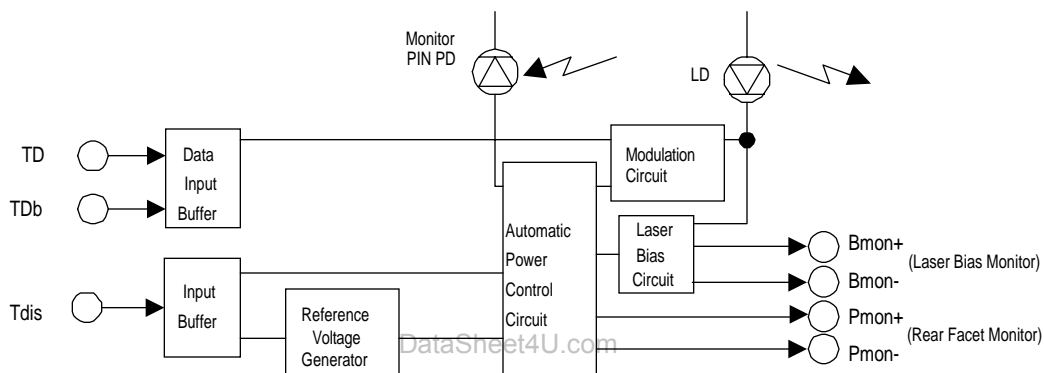 Monitor
PIN PD
LD
TD
Data
Input
Buffer
Modulation
Circuit
TDb
Automatic
Power
Control
Circuit
Laser
Bias
Circuit
Bmon+
(Laser Bias Monitor)
Bmon-
Tdis
Input
Buffer
Reference
Voltage
Generator
Pmon+
(Rear Facet Monitor)
Pmon-
DataSheet4U.com